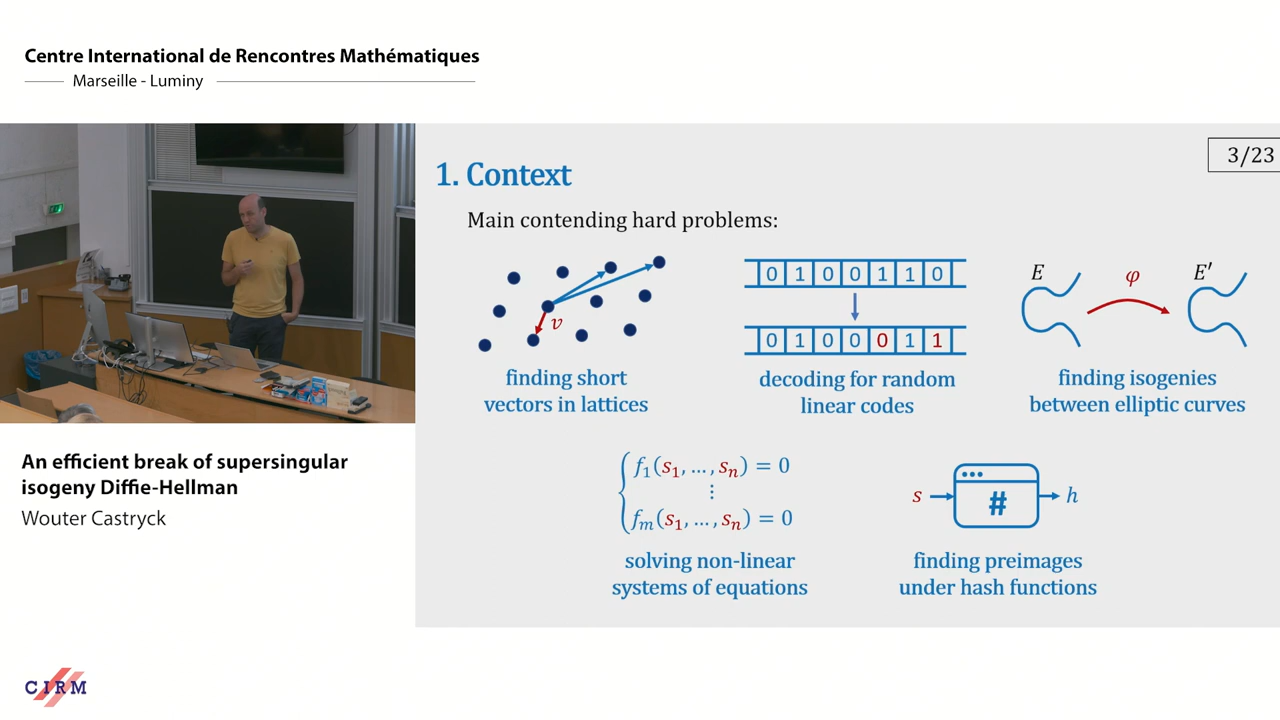 Centre International de Rencontres Mathématiques
Marseille - Luminy
3/23
1. Context
Main contending hard problems:
v
0 1 0 0 1 1 0
0 1 0 0 0 1 1
E φ E′
finding short
vectors in lattices
decoding for random
linear codes
finding isogenies
between elliptic curves
An efficient break of supersingular
isogeny Diffie-Hellman
Wouter Castryck
f₁(s₁, …, sₙ) = 0
⋮
fₘ(s₁, …, sₙ) = 0
s # h
solving non-linear
systems of equations
finding preimages
under hash functions
CIRM